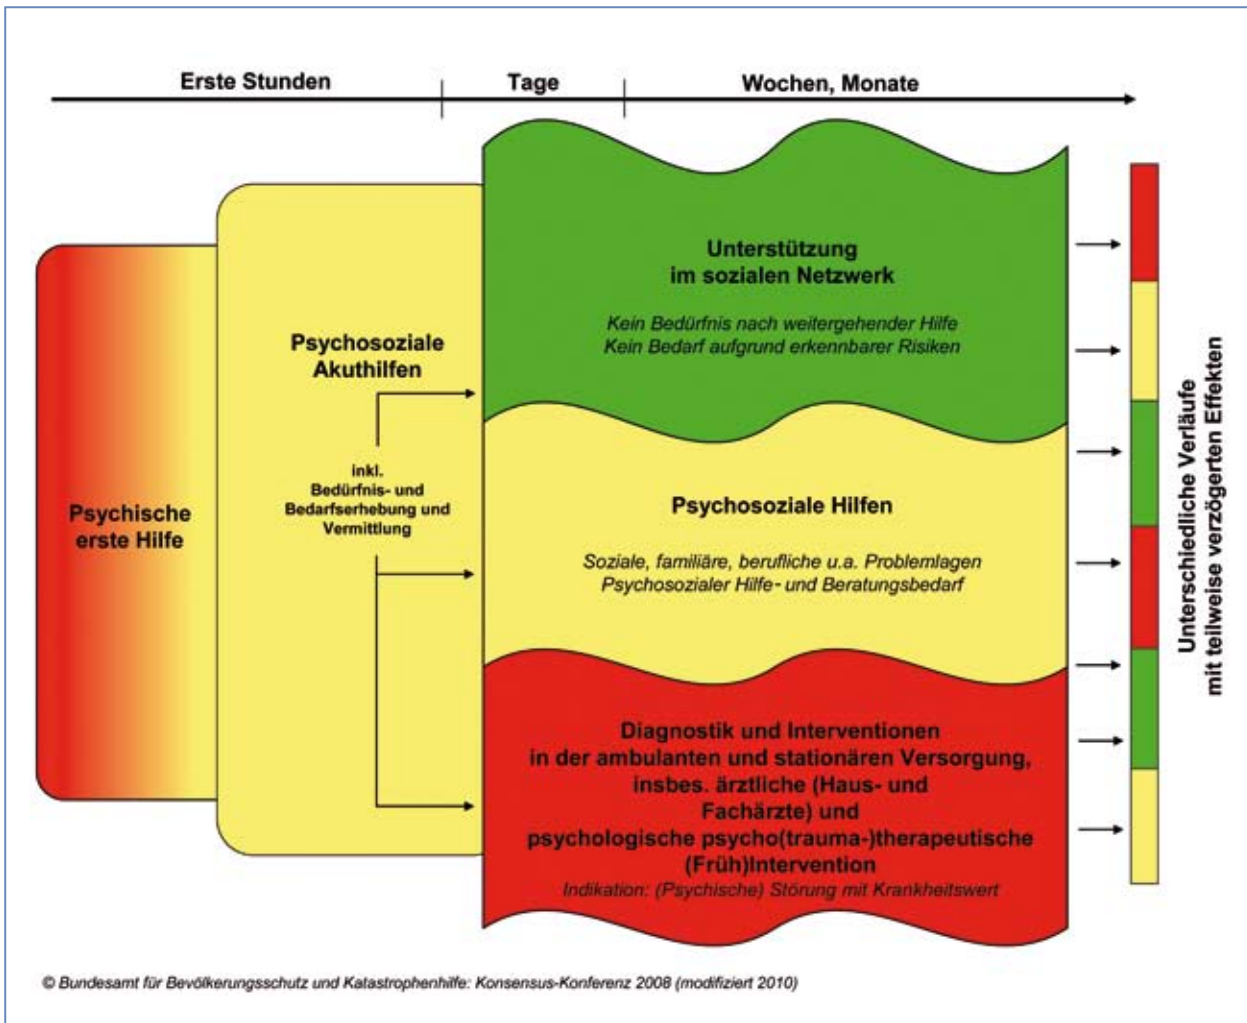 Erste Stunden
Tage
Wochen, Monate
Psychische
erste Hilfe
Psychosoziale
Akuthilfen
inkl.
Bedürfnis- und
Bedarfserhebung und
Vermittlung
Unterstützung
im sozialen Netzwerk
Kein Bedürfnis nach weitergehender Hilfe
Kein Bedarf aufgrund erkennbarer Risiken
Psychosoziale Hilfen
Soziale, familiäre, berufliche u.a. Problemlagen
Psychosozialer Hilfe- und Beratungsbedarf
Diagnostik und Interventionen
in der ambulanten und stationären Versorgung,
insbes. ärztliche (Haus- und
Fachärzte) und
psychologische psycho(trauma-)therapeutische
(Früh)Intervention
Indikation: (Psychische) Störung mit Krankheitswert
Unterschiedliche Verläufe
mit teilweise verzögerten Effekten
© Bundesamt für Bevölkerungsschutz und Katastrophenhilfe: Konsensus-Konferenz 2008 (modifiziert 2010)